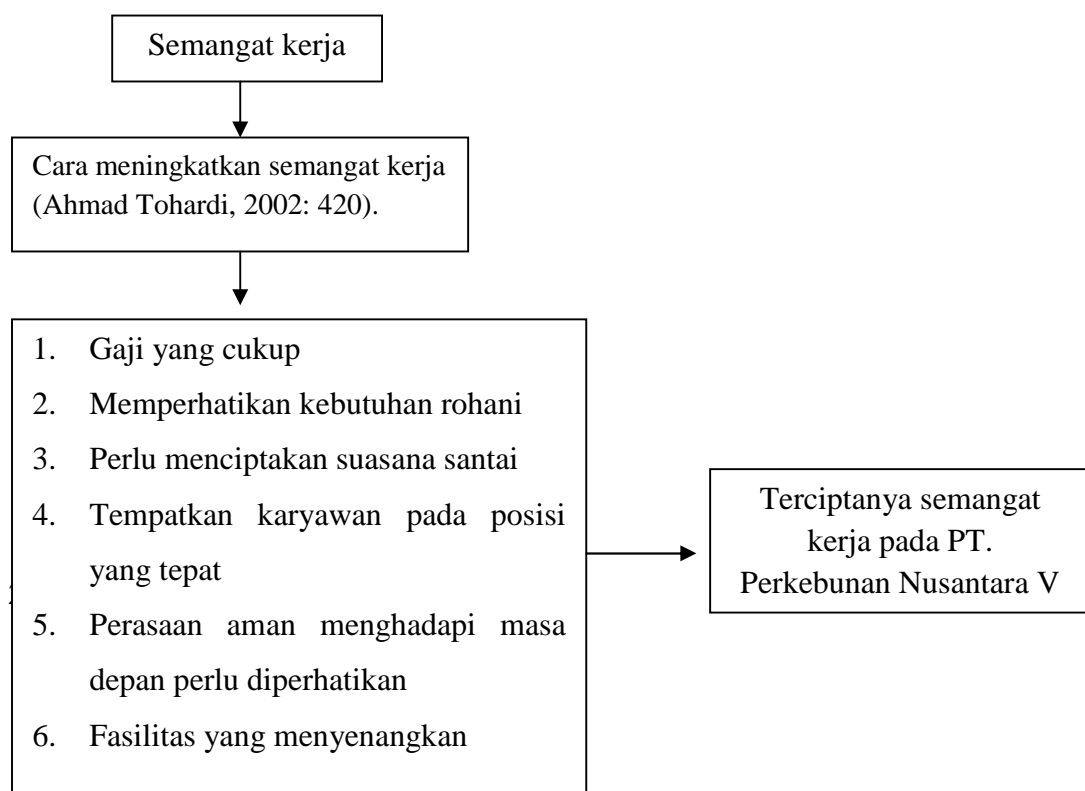 Semangat kerja
Cara meningkatkan semangat kerja
(Ahmad Tohardi, 2002: 420).
1. Gaji yang cukup
2. Memperhatikan kebutuhan rohani
3. Perlu menciptakan suasana santai
4. Tempatkan karyawan pada posisi
yang tepat
5. Perasaan aman menghadapi masa
depan perlu diperhatikan
6. Fasilitas yang menyenangkan
Terciptanya semangat
kerja pada PT.
Perkebunan Nusantara V